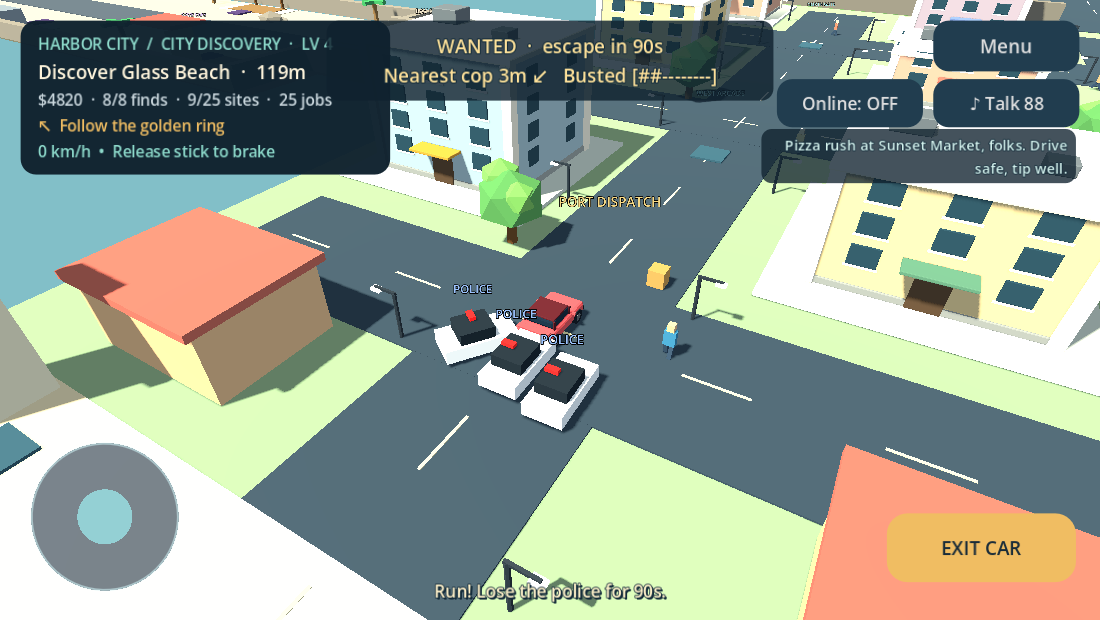 HARBOR CITY / CITY DISCOVERY · LV 4
Discover Glass Beach · 119m
$4820 · 8/8 finds · 9/25 sites · 25 jobs
↖ Follow the golden ring
0 km/h • Release stick to brake
WANTED · escape in 90s
Nearest cop 3m ↙ Busted [##--------]
Menu
Online: OFF
♪ Talk 88
Pizza rush at Sunset Market, folks. Drive
safe, tip well.
PORT DISPATCH
POLICE
POLICE
POLICE
EXIT CAR
Run! Lose the police for 90s.